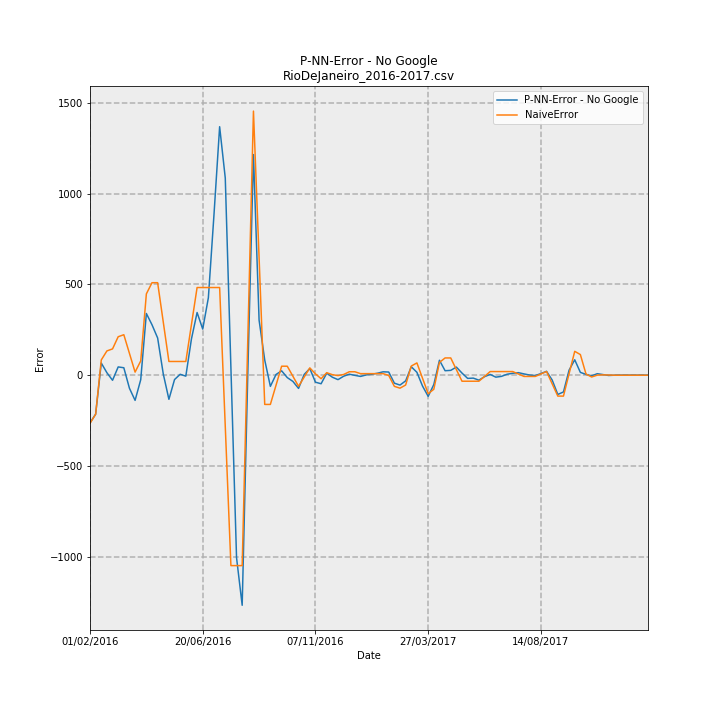 P-NN-Error - No Google
RioDeJaneiro_2016-2017.csv
P-NN-Error - No Google
NaiveError
1500
1000
500
0
−500
−1000
Error
01/02/2016 20/06/2016 07/11/2016 27/03/2017 14/08/2017
Date